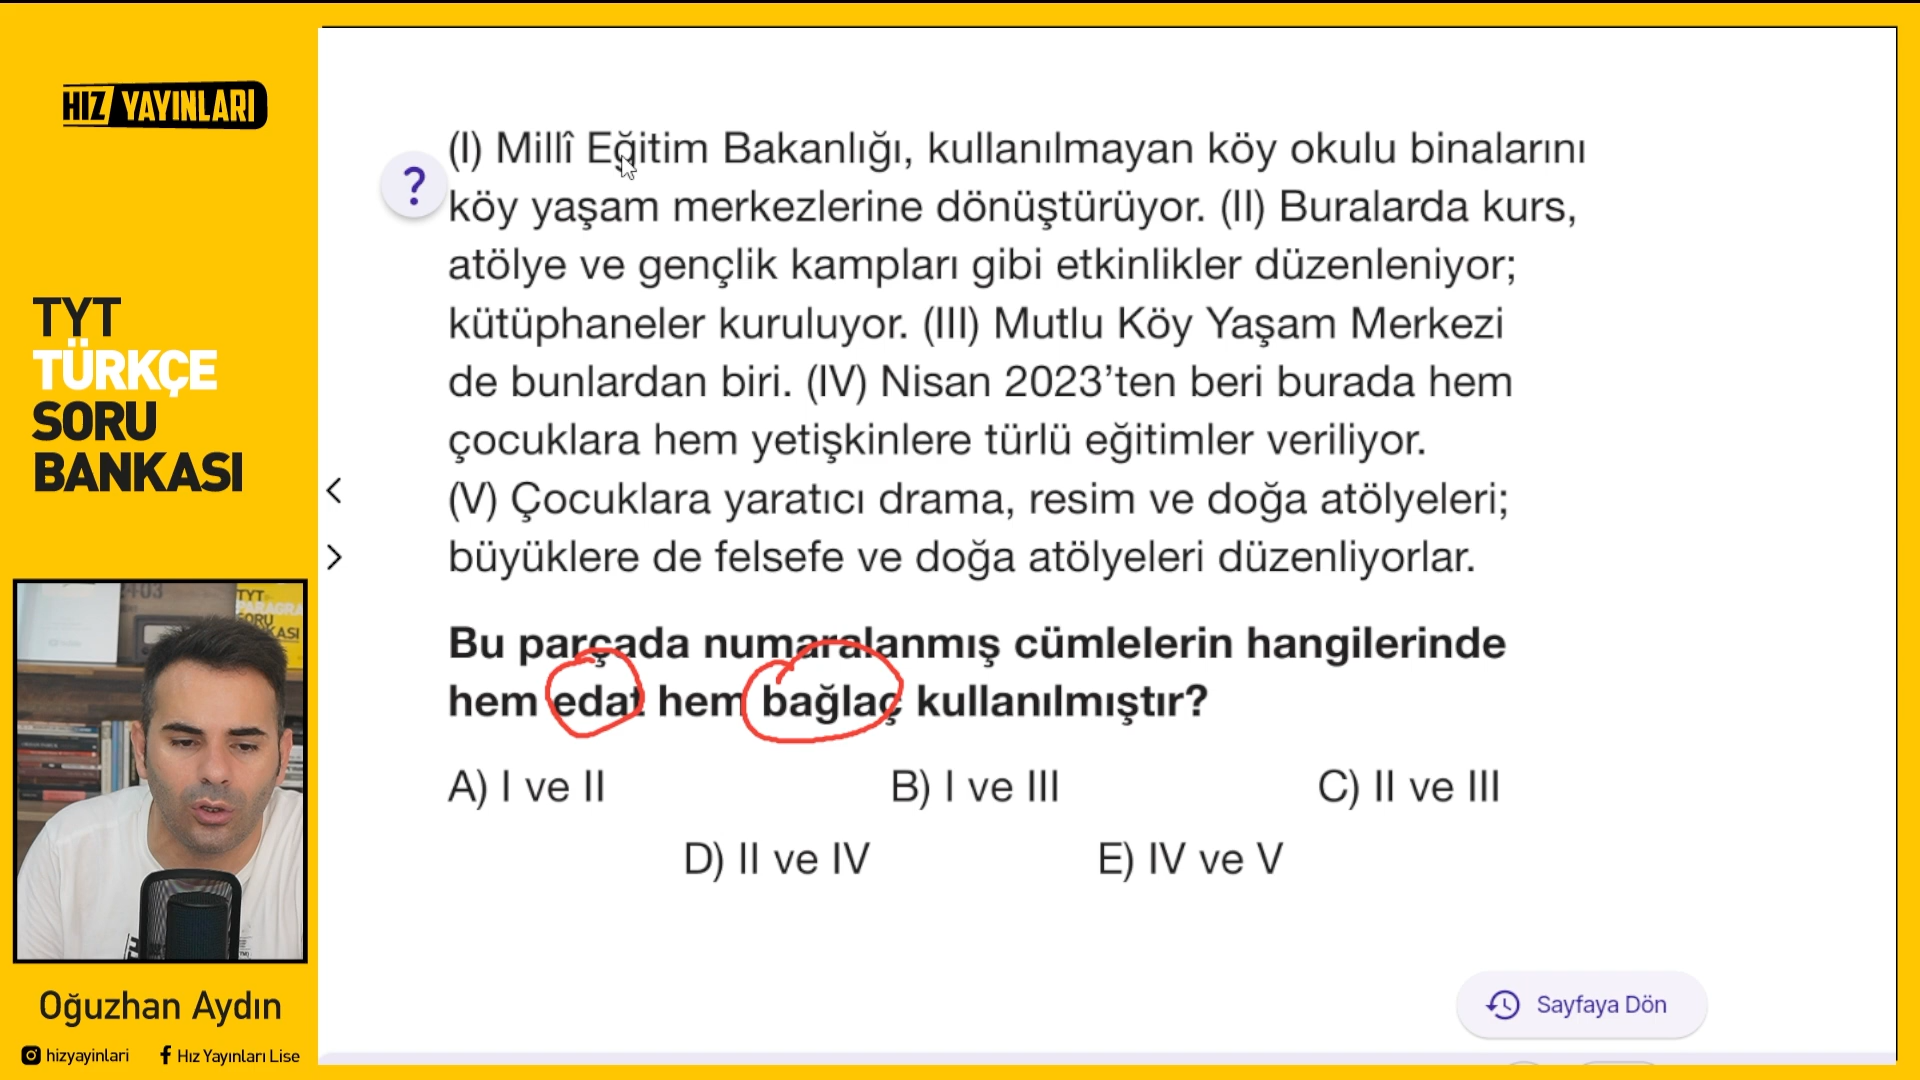 HIZ YAYINLARI
TYT
TÜRKÇE
SORU
BANKASI
TYT
PARAGRAF
SORU
Oğuzhan Aydın
hizyayinlari
Hız Yayınları Lise
?
(I) Millî Eğitim Bakanlığı, kullanılmayan köy okulu binalarını
köy yaşam merkezlerine dönüştürüyor. (II) Buralarda kurs,
atölye ve gençlik kampları gibi etkinlikler düzenleniyor;
kütüphaneler kuruluyor. (III) Mutlu Köy Yaşam Merkezi
de bunlardan biri. (IV) Nisan 2023’ten beri burada hem
çocuklara hem yetişkinlere türlü eğitimler veriliyor.
(V) Çocuklara yaratıcı drama, resim ve doğa atölyeleri;
büyüklere de felsefe ve doğa atölyeleri düzenliyorlar.
Bu parçada numaralanmış cümlelerin hangilerinde
hem edat hem bağlaç kullanılmıştır?
A) I ve II
B) I ve III
C) II ve III
D) II ve IV
E) IV ve V
Sayfaya Dön